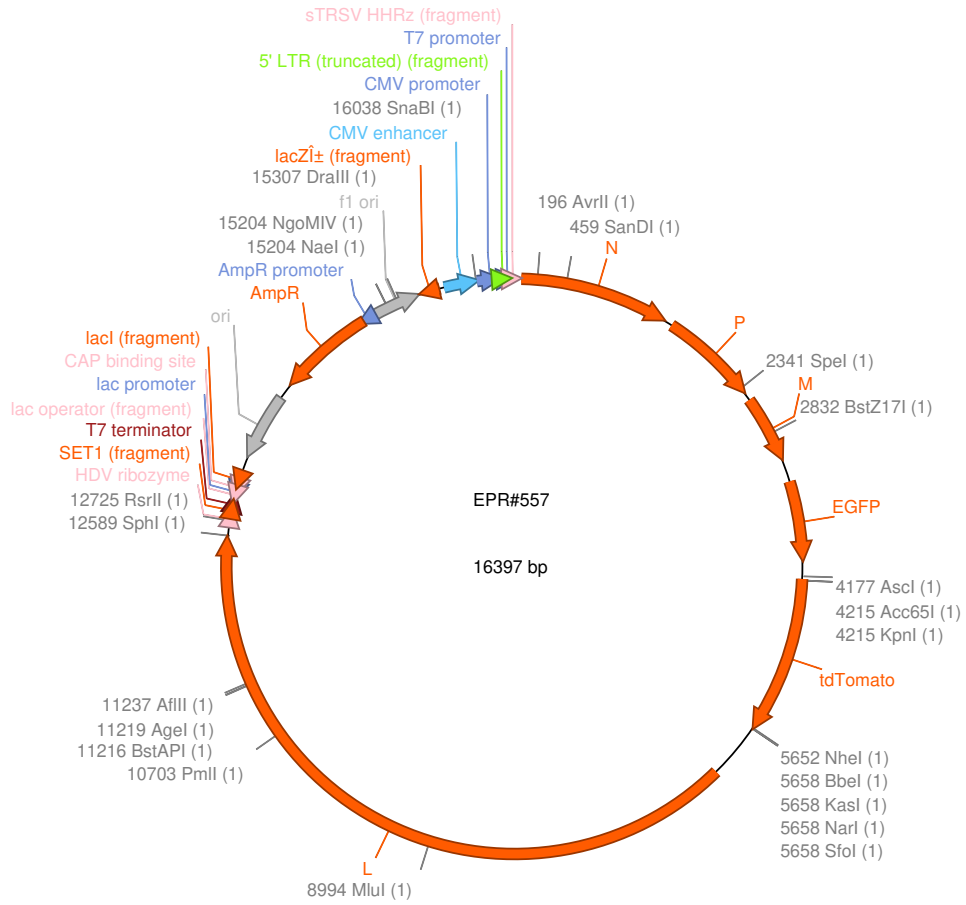 sTRSV HHRz (fragment)
T7 promoter
5' LTR (truncated) (fragment)
CMV promoter
16038 SnaBI (1)
CMV enhancer
lacZÎ± (fragment)
15307 DraIII (1)
f1 ori
15204 NgoMIV (1)
15204 NaeI (1)
AmpR promoter
AmpR
ori
lacI (fragment)
CAP binding site
lac promoter
lac operator (fragment)
T7 terminator
SET1 (fragment)
HDV ribozyme
12725 RsrII (1)
12589 SphI (1)
196 AvrII (1)
459 SanDI (1)
N
P
2341 SpeI (1)
M
2832 BstZ17I (1)
EGFP
EPR#557
16397 bp
4177 AscI (1)
4215 Acc65I (1)
4215 KpnI (1)
tdTomato
5652 NheI (1)
5658 BbeI (1)
5658 KasI (1)
5658 NarI (1)
5658 SfoI (1)
11237 AflII (1)
11219 AgeI (1)
11216 BstAPI (1)
10703 PmlI (1)
L
8994 MluI (1)